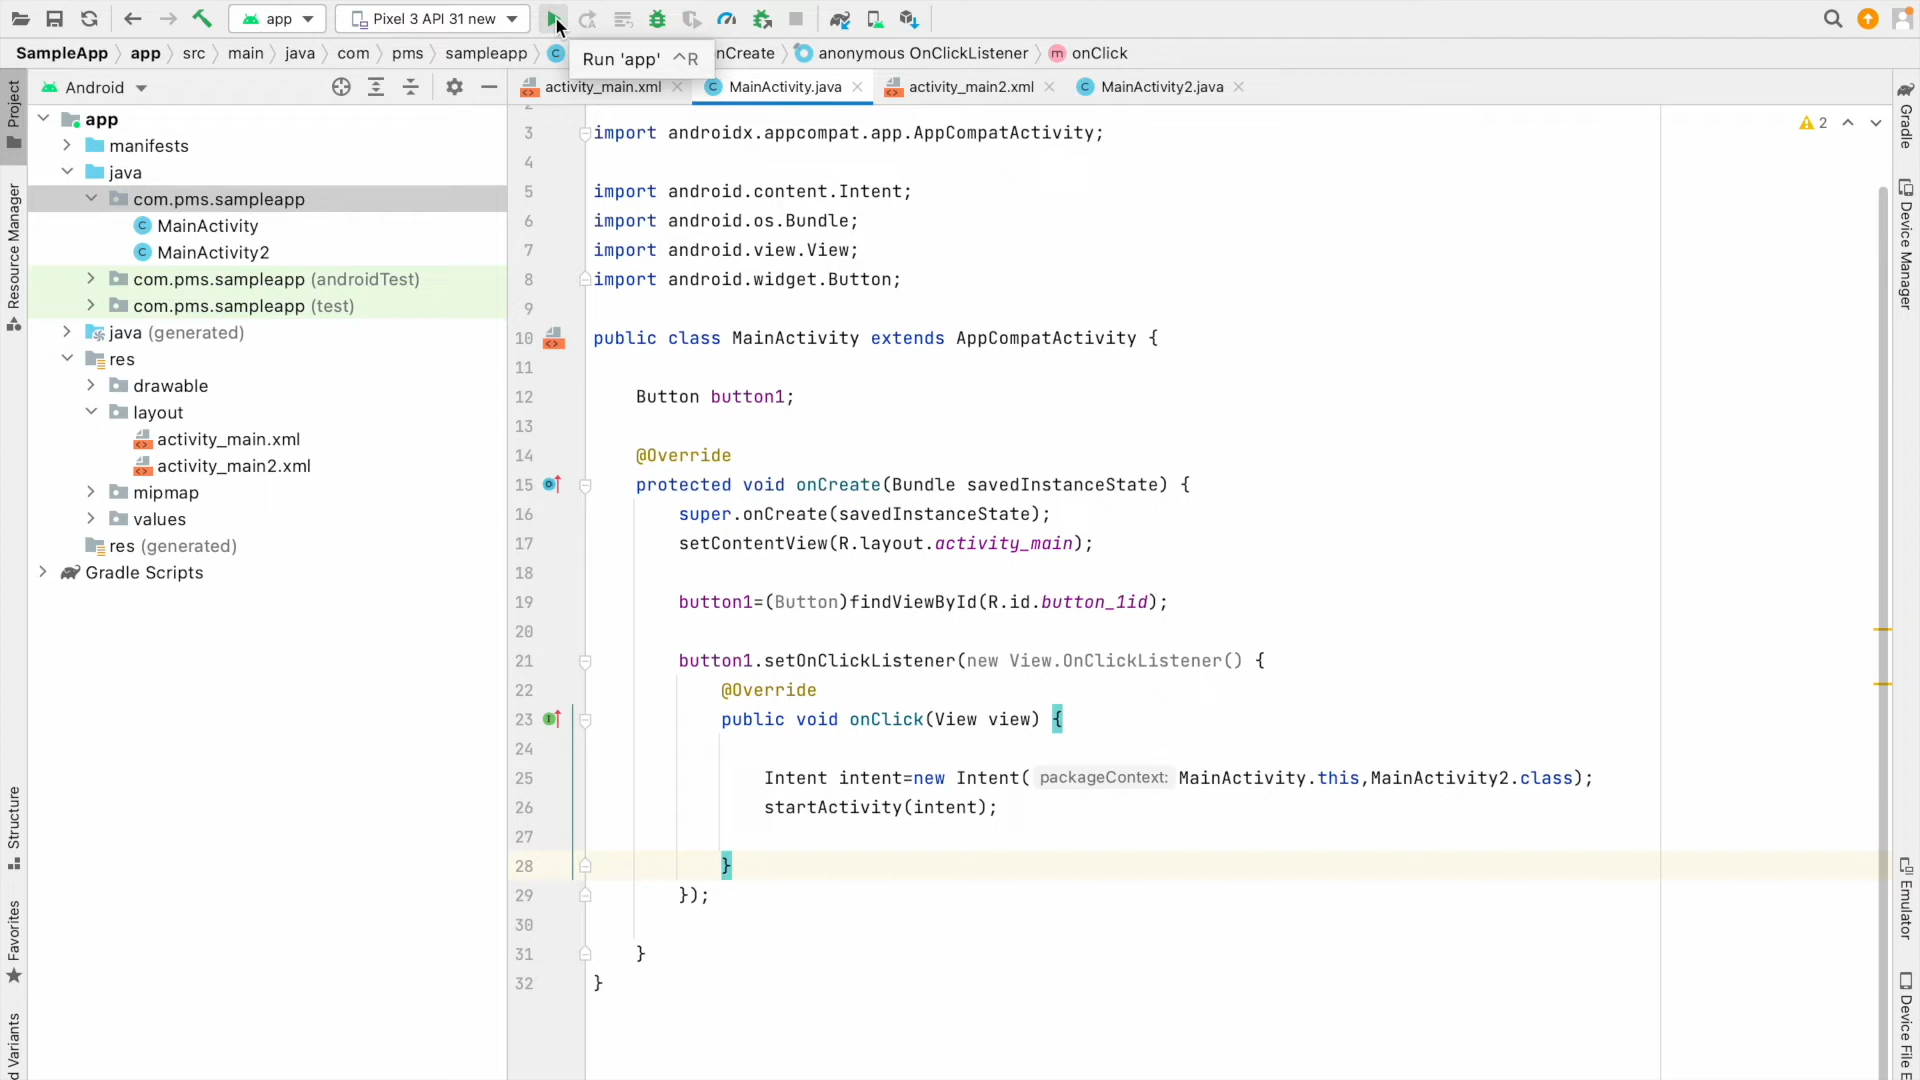 app
Pixel 3 API 31 new
SampleApp
app
src
main
java
com
pms
sampleapp
nCreate
anonymous OnClickListener
onClick
Run 'app' ^R
Android
activity_main.xml
MainActivity.java
activity_main2.xml
MainActivity2.java
Project
Resource Manager
Structure
Favorites
d Variants
app
manifests
java
com.pms.sampleapp
MainActivity
MainActivity2
com.pms.sampleapp (androidTest)
com.pms.sampleapp (test)
java (generated)
res
drawable
layout
activity_main.xml
activity_main2.xml
mipmap
values
res (generated)
Gradle Scripts
2
3 import androidx.appcompat.app.AppCompatActivity;
4
5 import android.content.Intent;
6 import android.os.Bundle;
7 import android.view.View;
8 import android.widget.Button;
9
10 public class MainActivity extends AppCompatActivity {
11
12 Button button1;
13
14 @Override
15 protected void onCreate(Bundle savedInstanceState) {
16 super.onCreate(savedInstanceState);
17 setContentView(R.layout.activity_main);
18
19 button1=(Button)findViewById(R.id.button_1id);
20
21 button1.setOnClickListener(new View.OnClickListener() {
22 @Override
23 public void onClick(View view) {
24
25 Intent intent=new Intent( packageContext: MainActivity.this,MainActivity2.class);
26 startActivity(intent);
27
28 }
29 });
30
31 }
32 }
2
Gradle
Device Manager
Emulator
Device File E